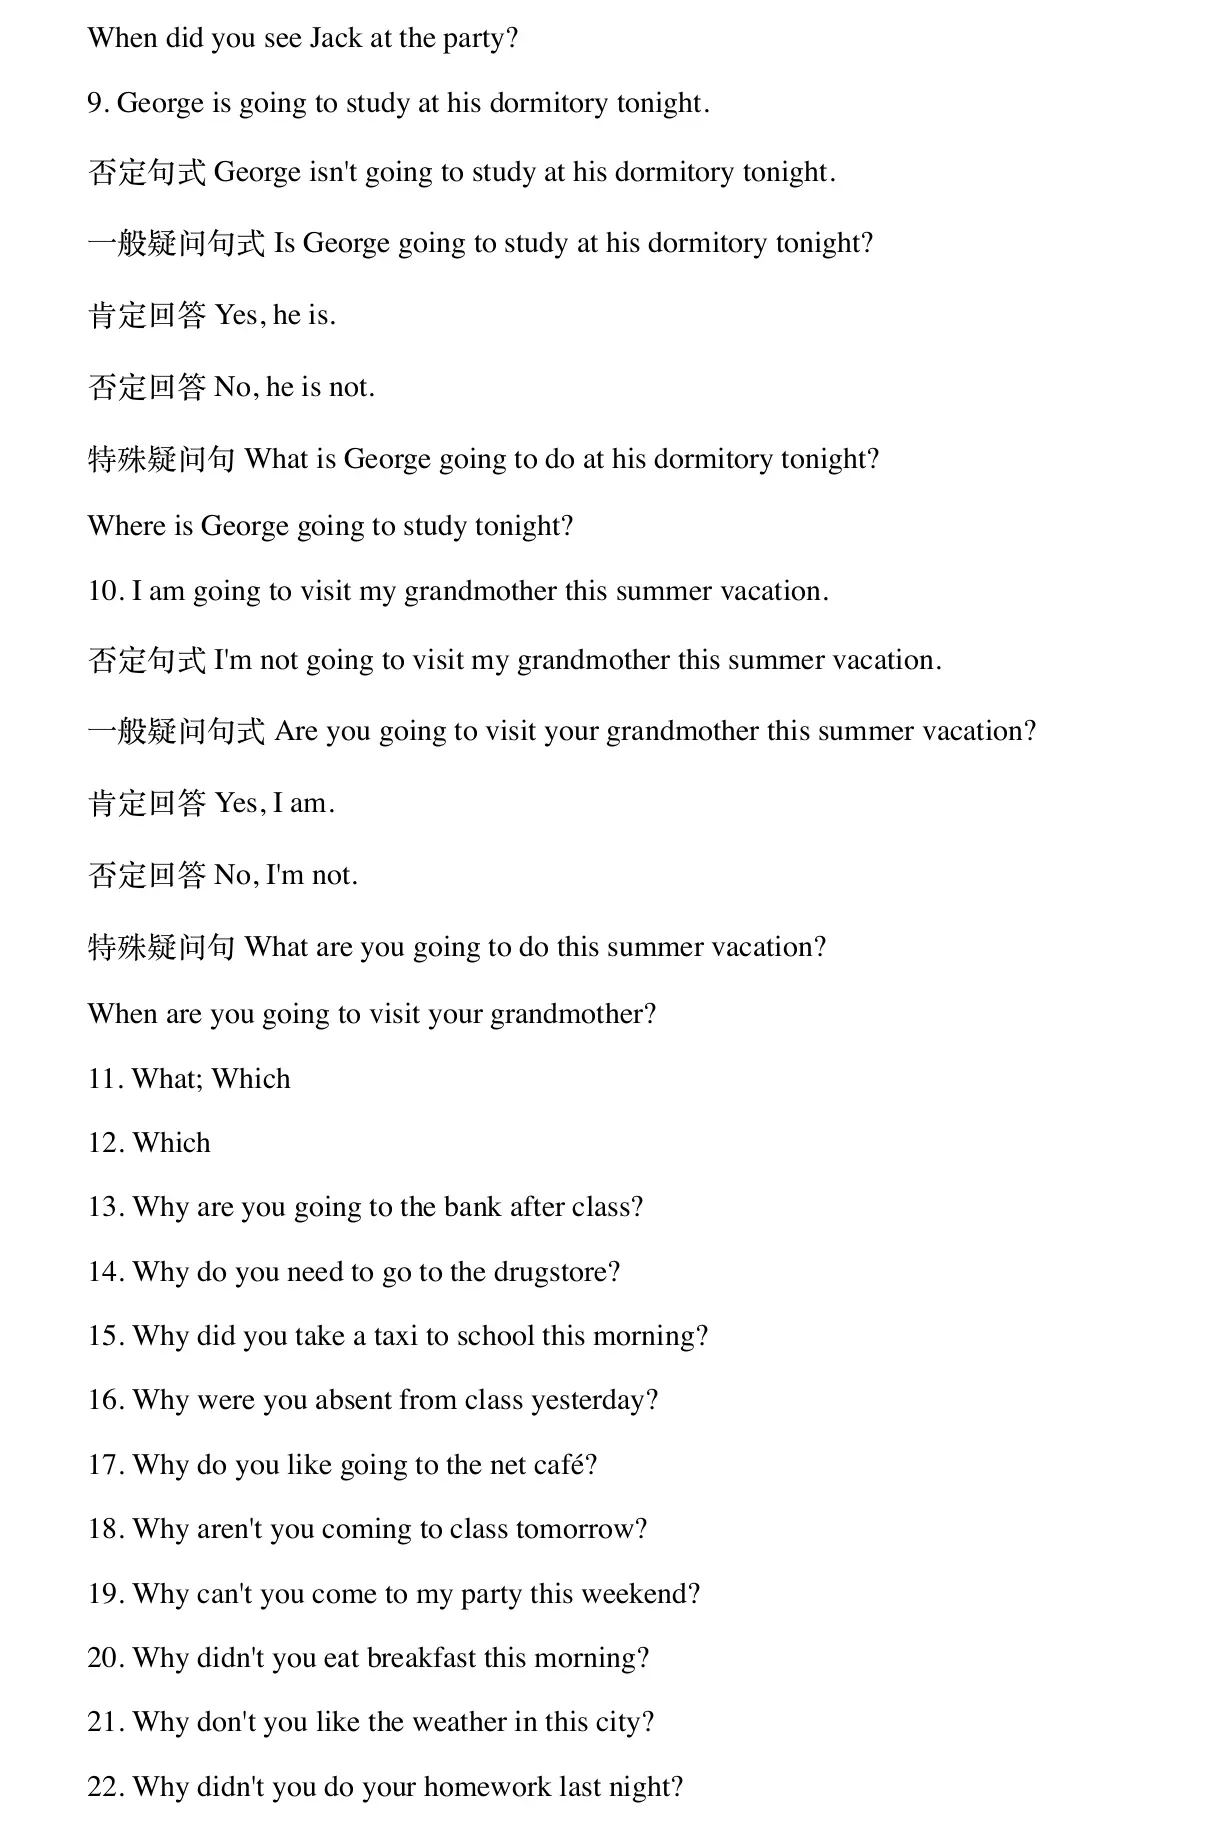 When did you see Jack at the party?
9. George is going to study at his dormitory tonight.
否定句式 George isn't going to study at his dormitory tonight.
一般疑问句式 Is George going to study at his dormitory tonight?
肯定回答 Yes, he is.
否定回答 No, he is not.
特殊疑问句 What is George going to do at his dormitory tonight?
Where is George going to study tonight?
10. I am going to visit my grandmother this summer vacation.
否定句式 I'm not going to visit my grandmother this summer vacation.
一般疑问句式 Are you going to visit your grandmother this summer vacation?
肯定回答 Yes, I am.
否定回答 No, I'm not.
特殊疑问句 What are you going to do this summer vacation?
When are you going to visit your grandmother?
11. What; Which
12. Which
13. Why are you going to the bank after class?
14. Why do you need to go to the drugstore?
15. Why did you take a taxi to school this morning?
16. Why were you absent from class yesterday?
17. Why do you like going to the net café?
18. Why aren't you coming to class tomorrow?
19. Why can't you come to my party this weekend?
20. Why didn't you eat breakfast this morning?
21. Why don't you like the weather in this city?
22. Why didn't you do your homework last night?